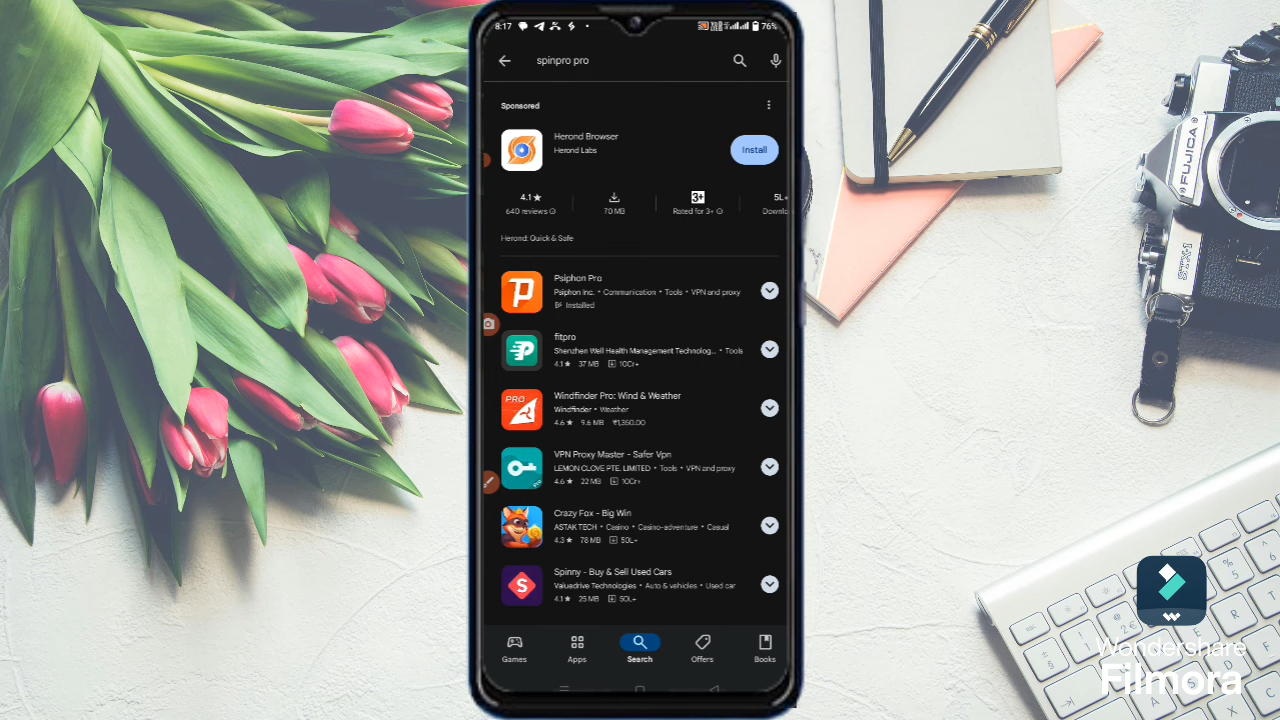 8:17
76%
spinpro pro
Sponsored
Herond Browser
Herond Labs
Install
4.1★
640 reviews
70 MB
3+
Rated for 3+
5L+
Herond: Quick & Safe
Psiphon Pro
Psiphon Inc. • Communication • Tools • VPN and proxy
Installed
fitpro
Shenzhen Well Health Management Technolog... • Tools
4.1★ 37 MB 10Cr+
PRO
Windfinder Pro: Wind & Weather
Windfinder • Weather
4.6★ 9.6 MB ₹1,350.00
VPN Proxy Master - Safer Vpn
LEMON CLOVE PTE. LIMITED • Tools • VPN and proxy
4.6★ 22 MB 10Cr+
Crazy Fox - Big Win
ASTAK TECH • Casino • Casino-adventure • Casual
4.3★ 78 MB 50L+
S
Spinny - Buy & Sell Used Cars
Valuedrive Technologies • Auto & vehicles • Used car
4.1★ 25 MB 50L+
Games
Apps
Search
Offers
Books
FUJICA
Wondershare
Filmora